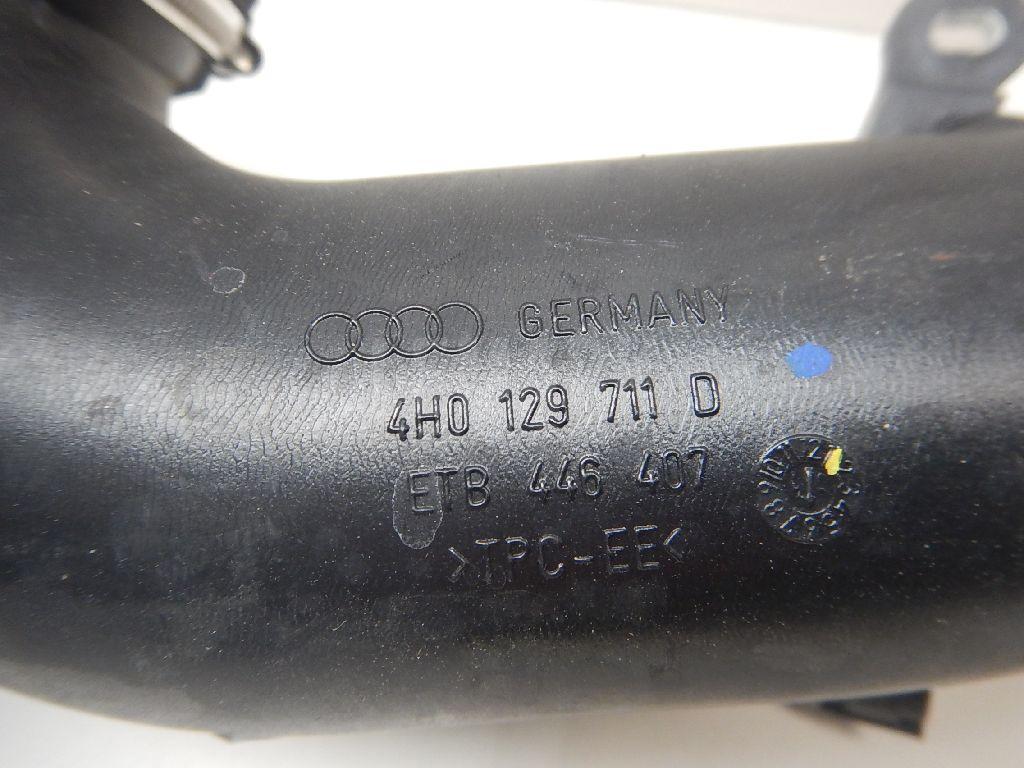 GERMANY
4H0 129 711 D
ETB 446 407
>TPC-EE<